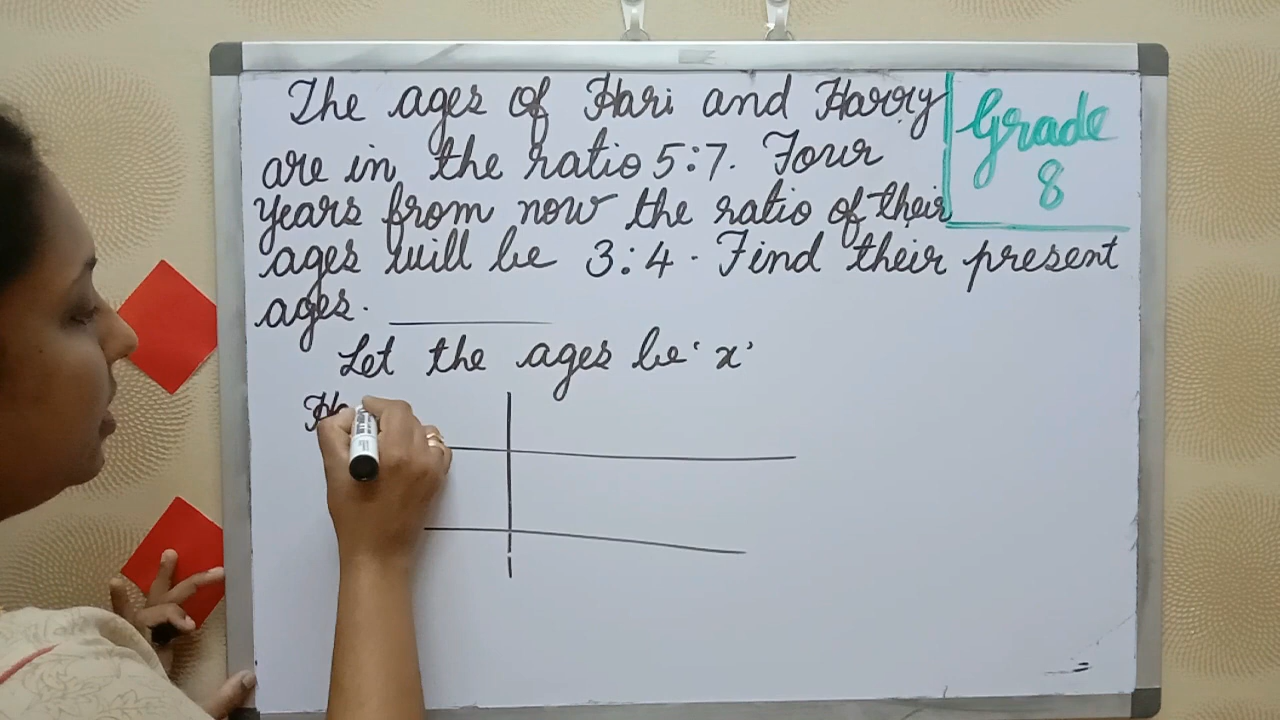 The ages of Hari and Harry
are in the ratio 5:7. Four
years from now the ratio of their
ages will be 3:4. Find their present
ages.
Grade
8
Let the ages be 'x'
Ha